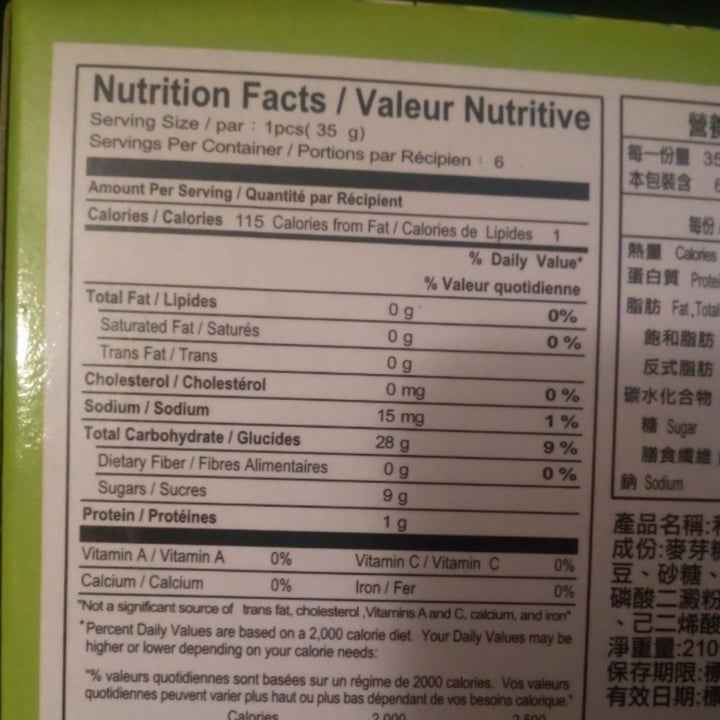 Nutrition Facts / Valeur Nutritive
Serving Size / par : 1pcs( 35 g)
Servings Per Container / Portions par Récipien : 6
Amount Per Serving / Quantité par Récipient
Calories / Calories 115 Calories from Fat / Calories de Lipides 1
% Daily Value*
% Valeur quotidienne
Total Fat / Lipides 0 g 0%
Saturated Fat / Saturés 0 g 0 %
Trans Fat / Trans 0 g
Cholesterol / Cholestérol 0 mg 0 %
Sodium / Sodium 15 mg 1 %
Total Carbohydrate / Glucides 28 g 9 %
Dietary Fiber / Fibres Alimentaires 0 g 0 %
Sugars / Sucres 9 g
Protein / Protéines 1 g
Vitamin A / Vitamin A 0% Vitamin C / Vitamin C 0%
Calcium / Calcium 0% Iron / Fer 0%
"Not a significant source of trans fat, cholesterol ,Vitamins A and C, calcium, and iron"
*Percent Daily Values are based on a 2,000 calorie diet. Your Daily Values may be
higher or lower depending on your calorie needs:
"% valeurs quotidiennes sont basées sur un régime de 2000 calories. Vos valeurs
quotidiennes peuvent varier plus haut ou plus bas dépendant de vos besoins calorique."
Calories 2,000 2,500
營
每一份量 35
本包裝含 6
每份
熱量 Calories
蛋白質 Protei
脂肪 Fat,Total
飽和脂肪
反式脂肪
碳水化合物
糖 Sugar
膳食纖維
鈉 Sodium
產品名稱:
成份:麥芽糖
豆、砂糖、
磷酸二澱粉
、己二烯酸
淨重量:210
保存期限:標
有效日期:標